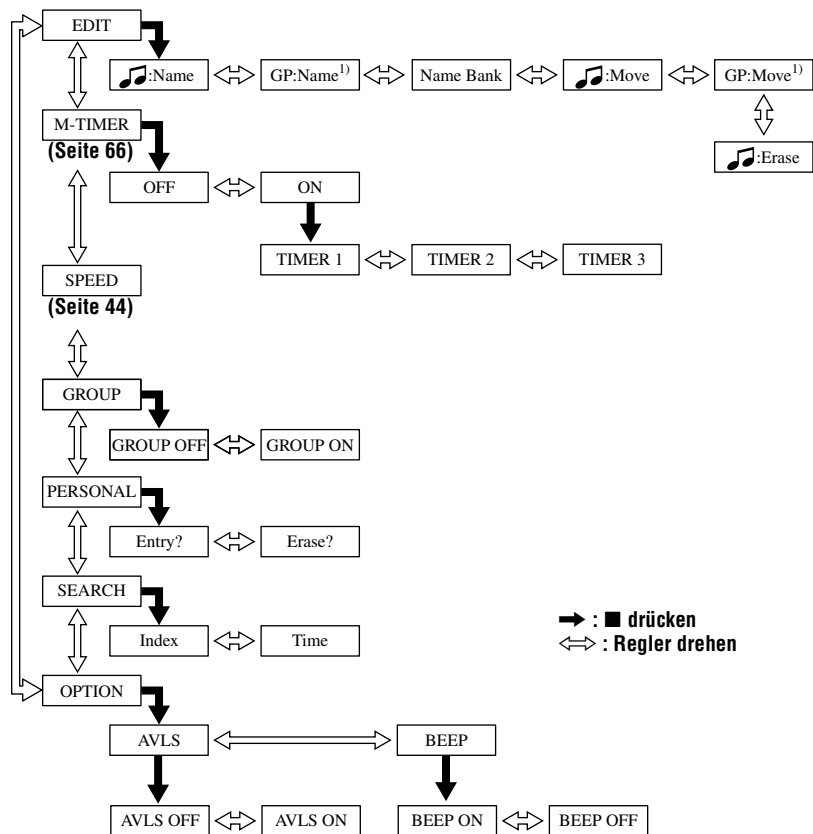 EDIT
♫:Name GP:Name1) Name Bank ♫:Move GP:Move1)
M-TIMER
(Seite 66)
♫:Erase
OFF ON
TIMER 1 TIMER 2 TIMER 3
SPEED
(Seite 44)
GROUP
GROUP OFF GROUP ON
PERSONAL
Entry? Erase?
SEARCH
➡ : ■ drücken
Index Time
⇔ : Regler drehen
OPTION
AVLS BEEP
AVLS OFF AVLS ON BEEP ON BEEP OFF